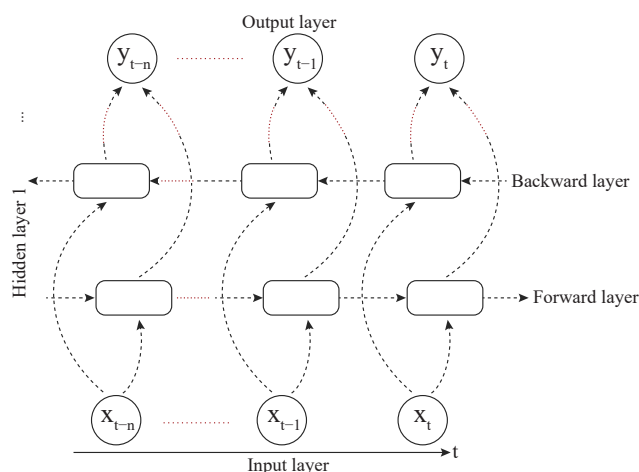 Output layer
y_{t−n}
y_{t−1}
y_t
...
Backward layer
Hidden layer 1
Forward layer
x_{t−n}
x_{t−1}
x_t
t
Input layer